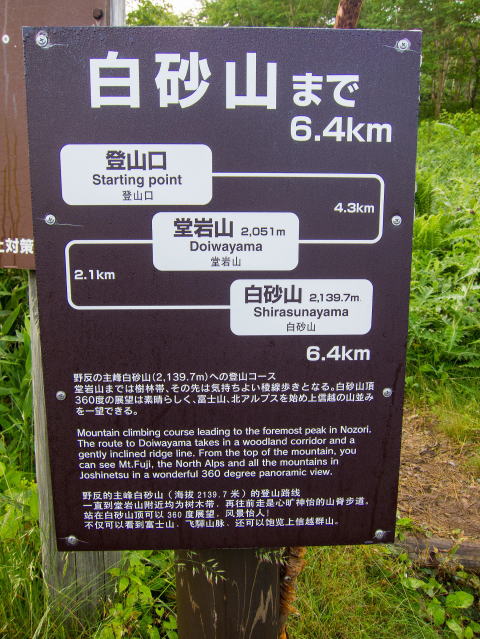 白砂山まで
6.4km
登山口
Starting point
登山口
4.3km
堂岩山 2,051m
Doiwayama
堂岩山
土対策
2.1km
白砂山 2,139.7m
Shirasunayama
白砂山
6.4km
野反の主峰白砂山(2,139.7m)への登山コース
堂岩山までは樹林帯、その先は気持ちよい稜線歩きとなる。白砂山頂
360度の展望は素晴らしく、富士山、北アルプスを始め上信越の山並み
を一望できる。
Mountain climbing course leading to the foremost peak in Nozori.
The route to Doiwayama takes in a woodland corridor and a
gently inclined ridge line. From the top of the mountain, you
can see Mt.Fuji, the North Alps and all the mountains in
Joshinetsu in a wonderful 360 degree panoramic view.
野反的主峰白砂山（海拔 2139.7 米）的登山路线
一直到堂岩山附近均为树木带．再往前走是心旷神怡的山脊步道。
站在白砂山顶可以 360 度展望．风景怡人！
不仅可以看到富士山．飞騨山脉．还可以饱览上信越群山。